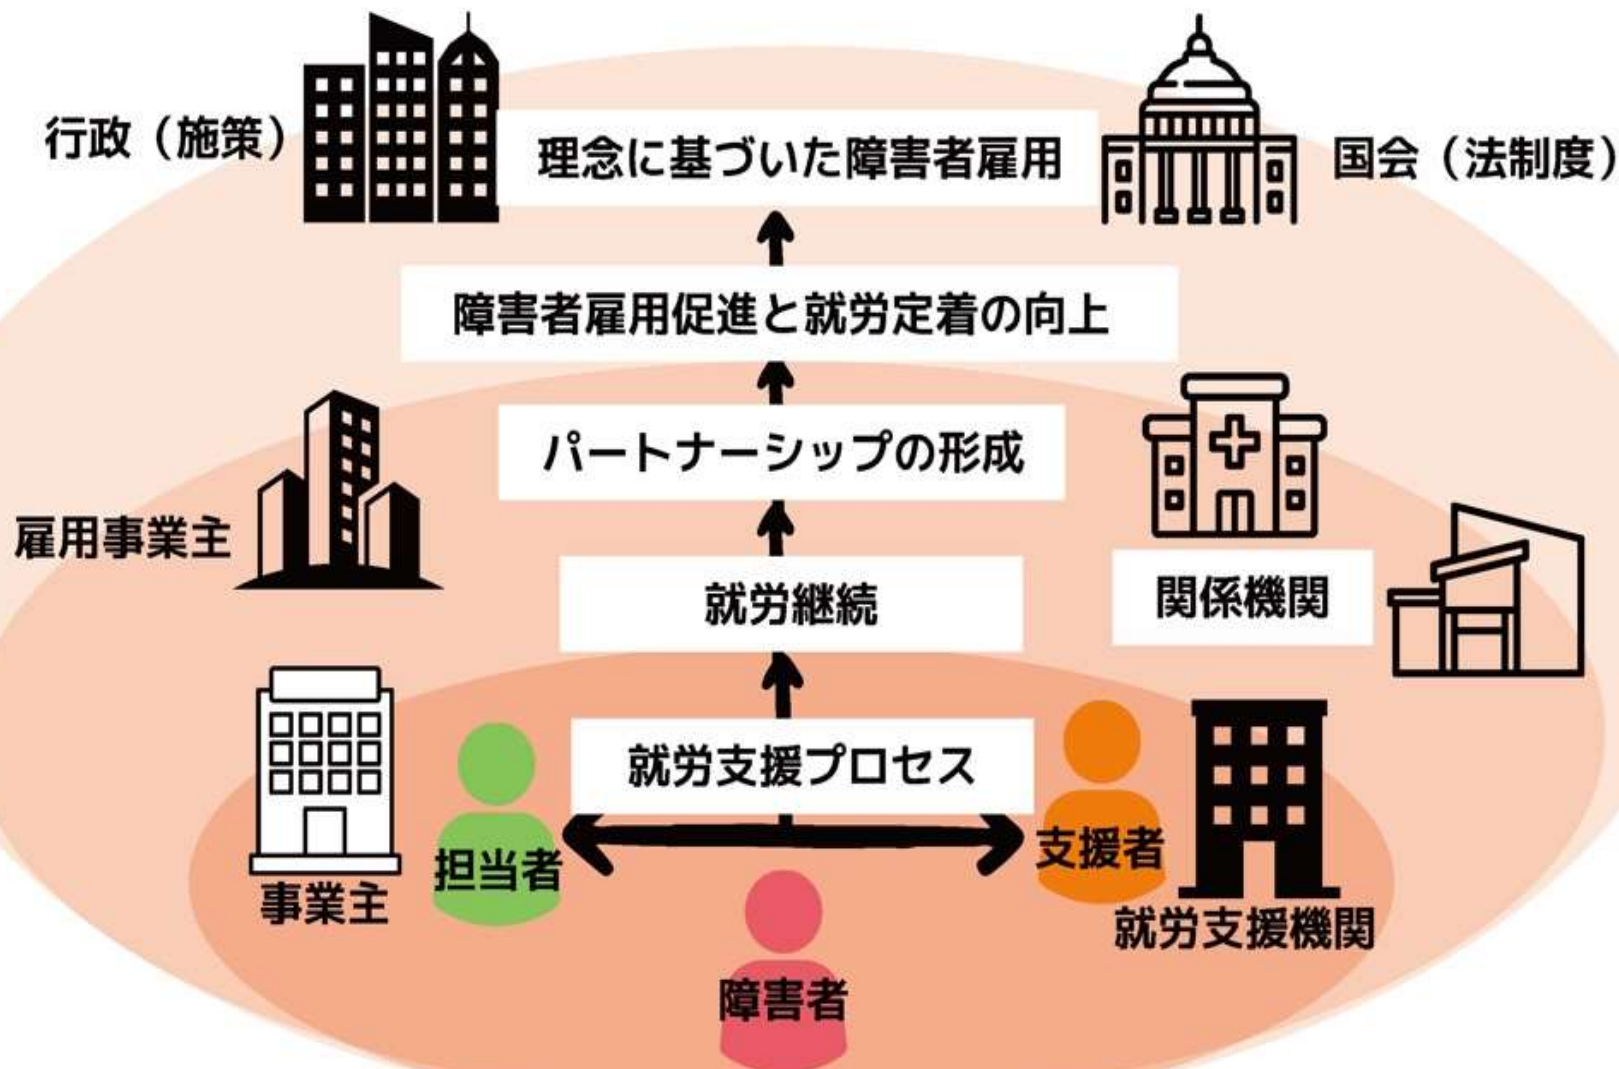 行政（施策）
理念に基づいた障害者雇用
国会（法制度）
障害者雇用促進と就労定着の向上
パートナーシップの形成
雇用事業主
就労継続
関係機関
就労支援プロセス
担当者
支援者
事業主
就労支援機関
障害者